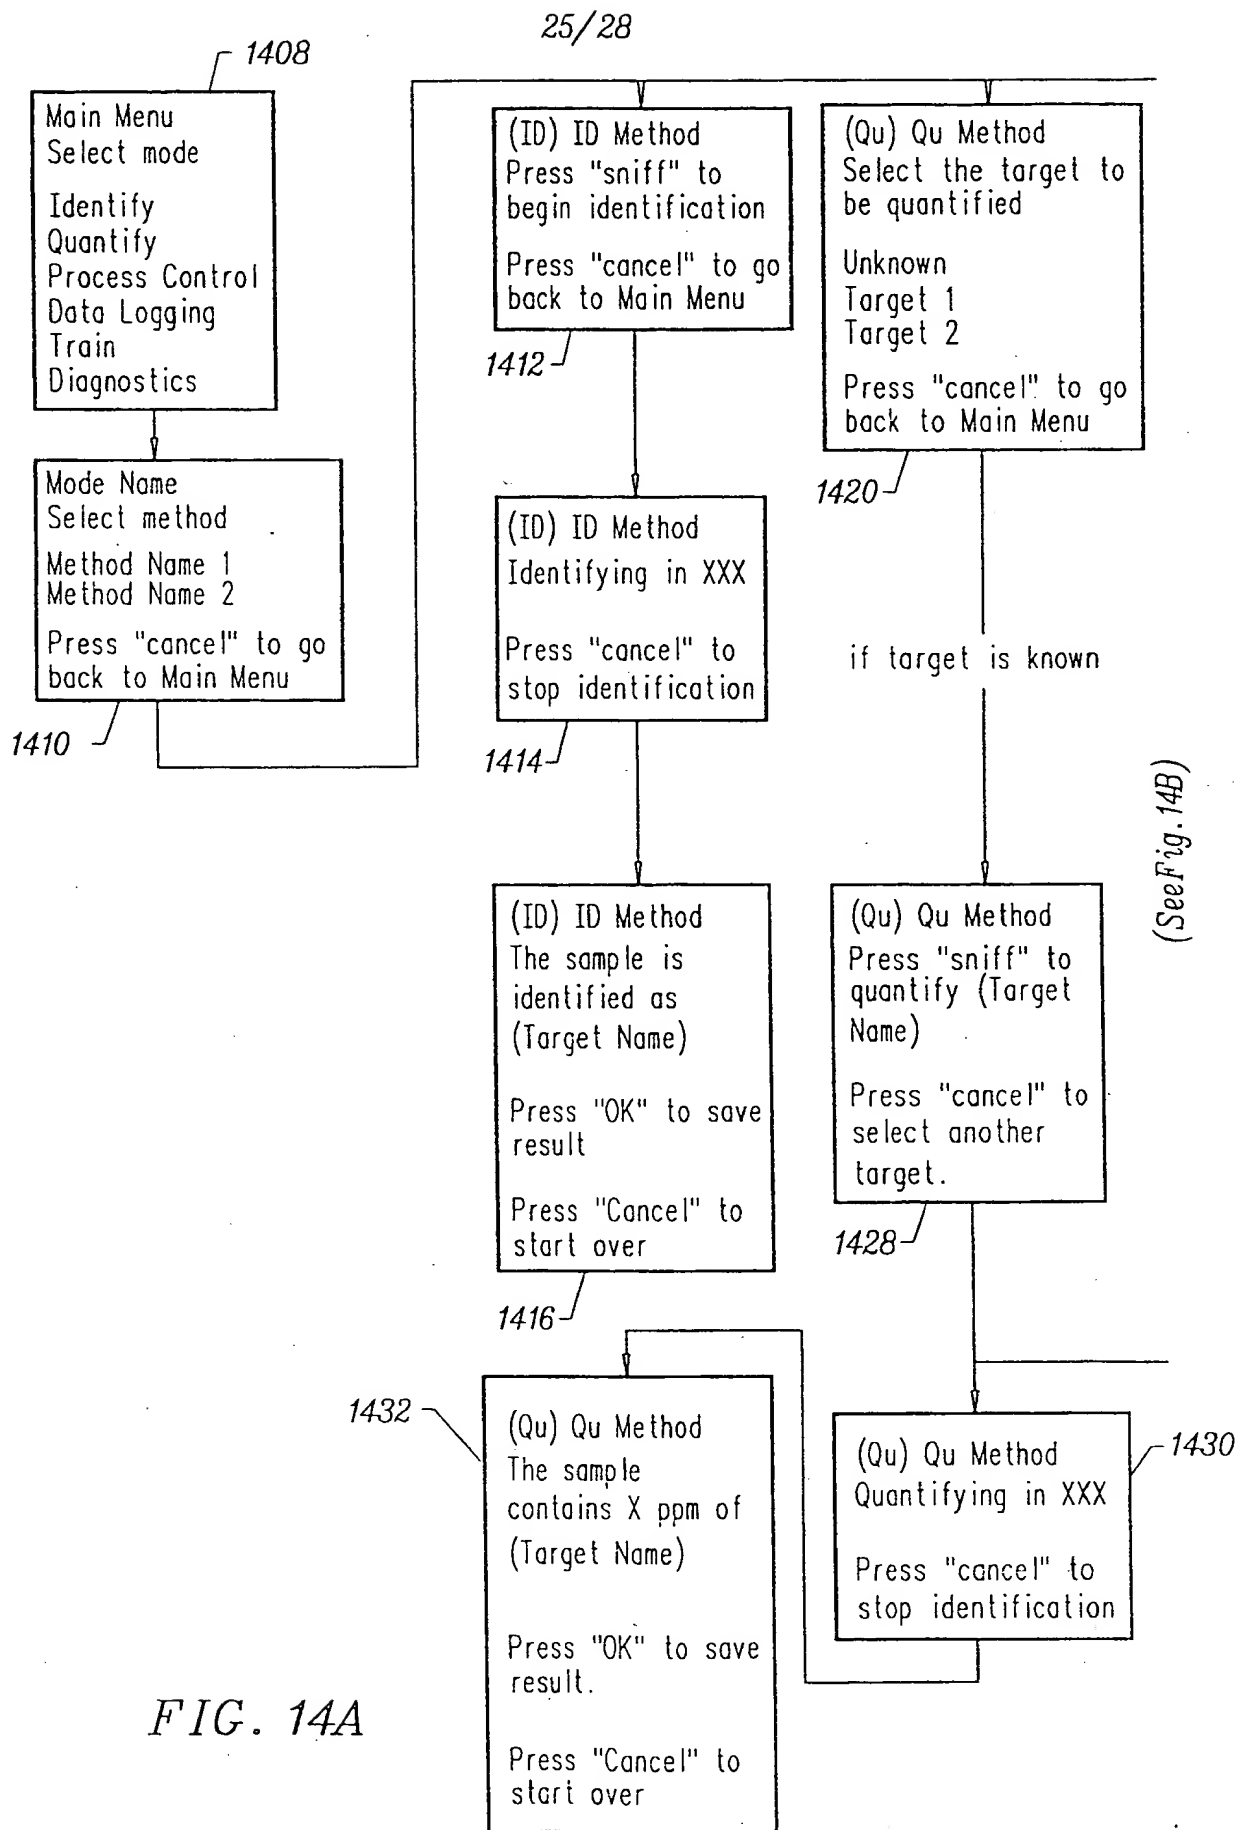 25/28
1408
Main Menu
Select mode
Identify
Quantify
Process Control
Data Logging
Train
Diagnostics
Mode Name
Select method
Method Name 1
Method Name 2
Press "cancel" to go
back to Main Menu
1410
(ID) ID Method
Press "sniff" to
begin identification
Press "cancel" to go
back to Main Menu
1412
(ID) ID Method
Identifying in XXX
Press "cancel" to
stop identification
1414
(ID) ID Method
The sample is
identified as
(Target Name)
Press "OK" to save
result
Press "Cancel" to
start over
1416
(Qu) Qu Method
Select the target to
be quantified
Unknown
Target 1
Target 2
Press "cancel" to go
back to Main Menu
1420
if target is known
(Qu) Qu Method
Press "sniff" to
quantify (Target
Name)
Press "cancel" to
select another
target.
1428
(See Fig. 14B)
(Qu) Qu Method
Quantifying in XXX
Press "cancel" to
stop identification
1430
1432
(Qu) Qu Method
The sample
contains X ppm of
(Target Name)
Press "OK" to save
result.
Press "Cancel" to
start over
FIG. 14A